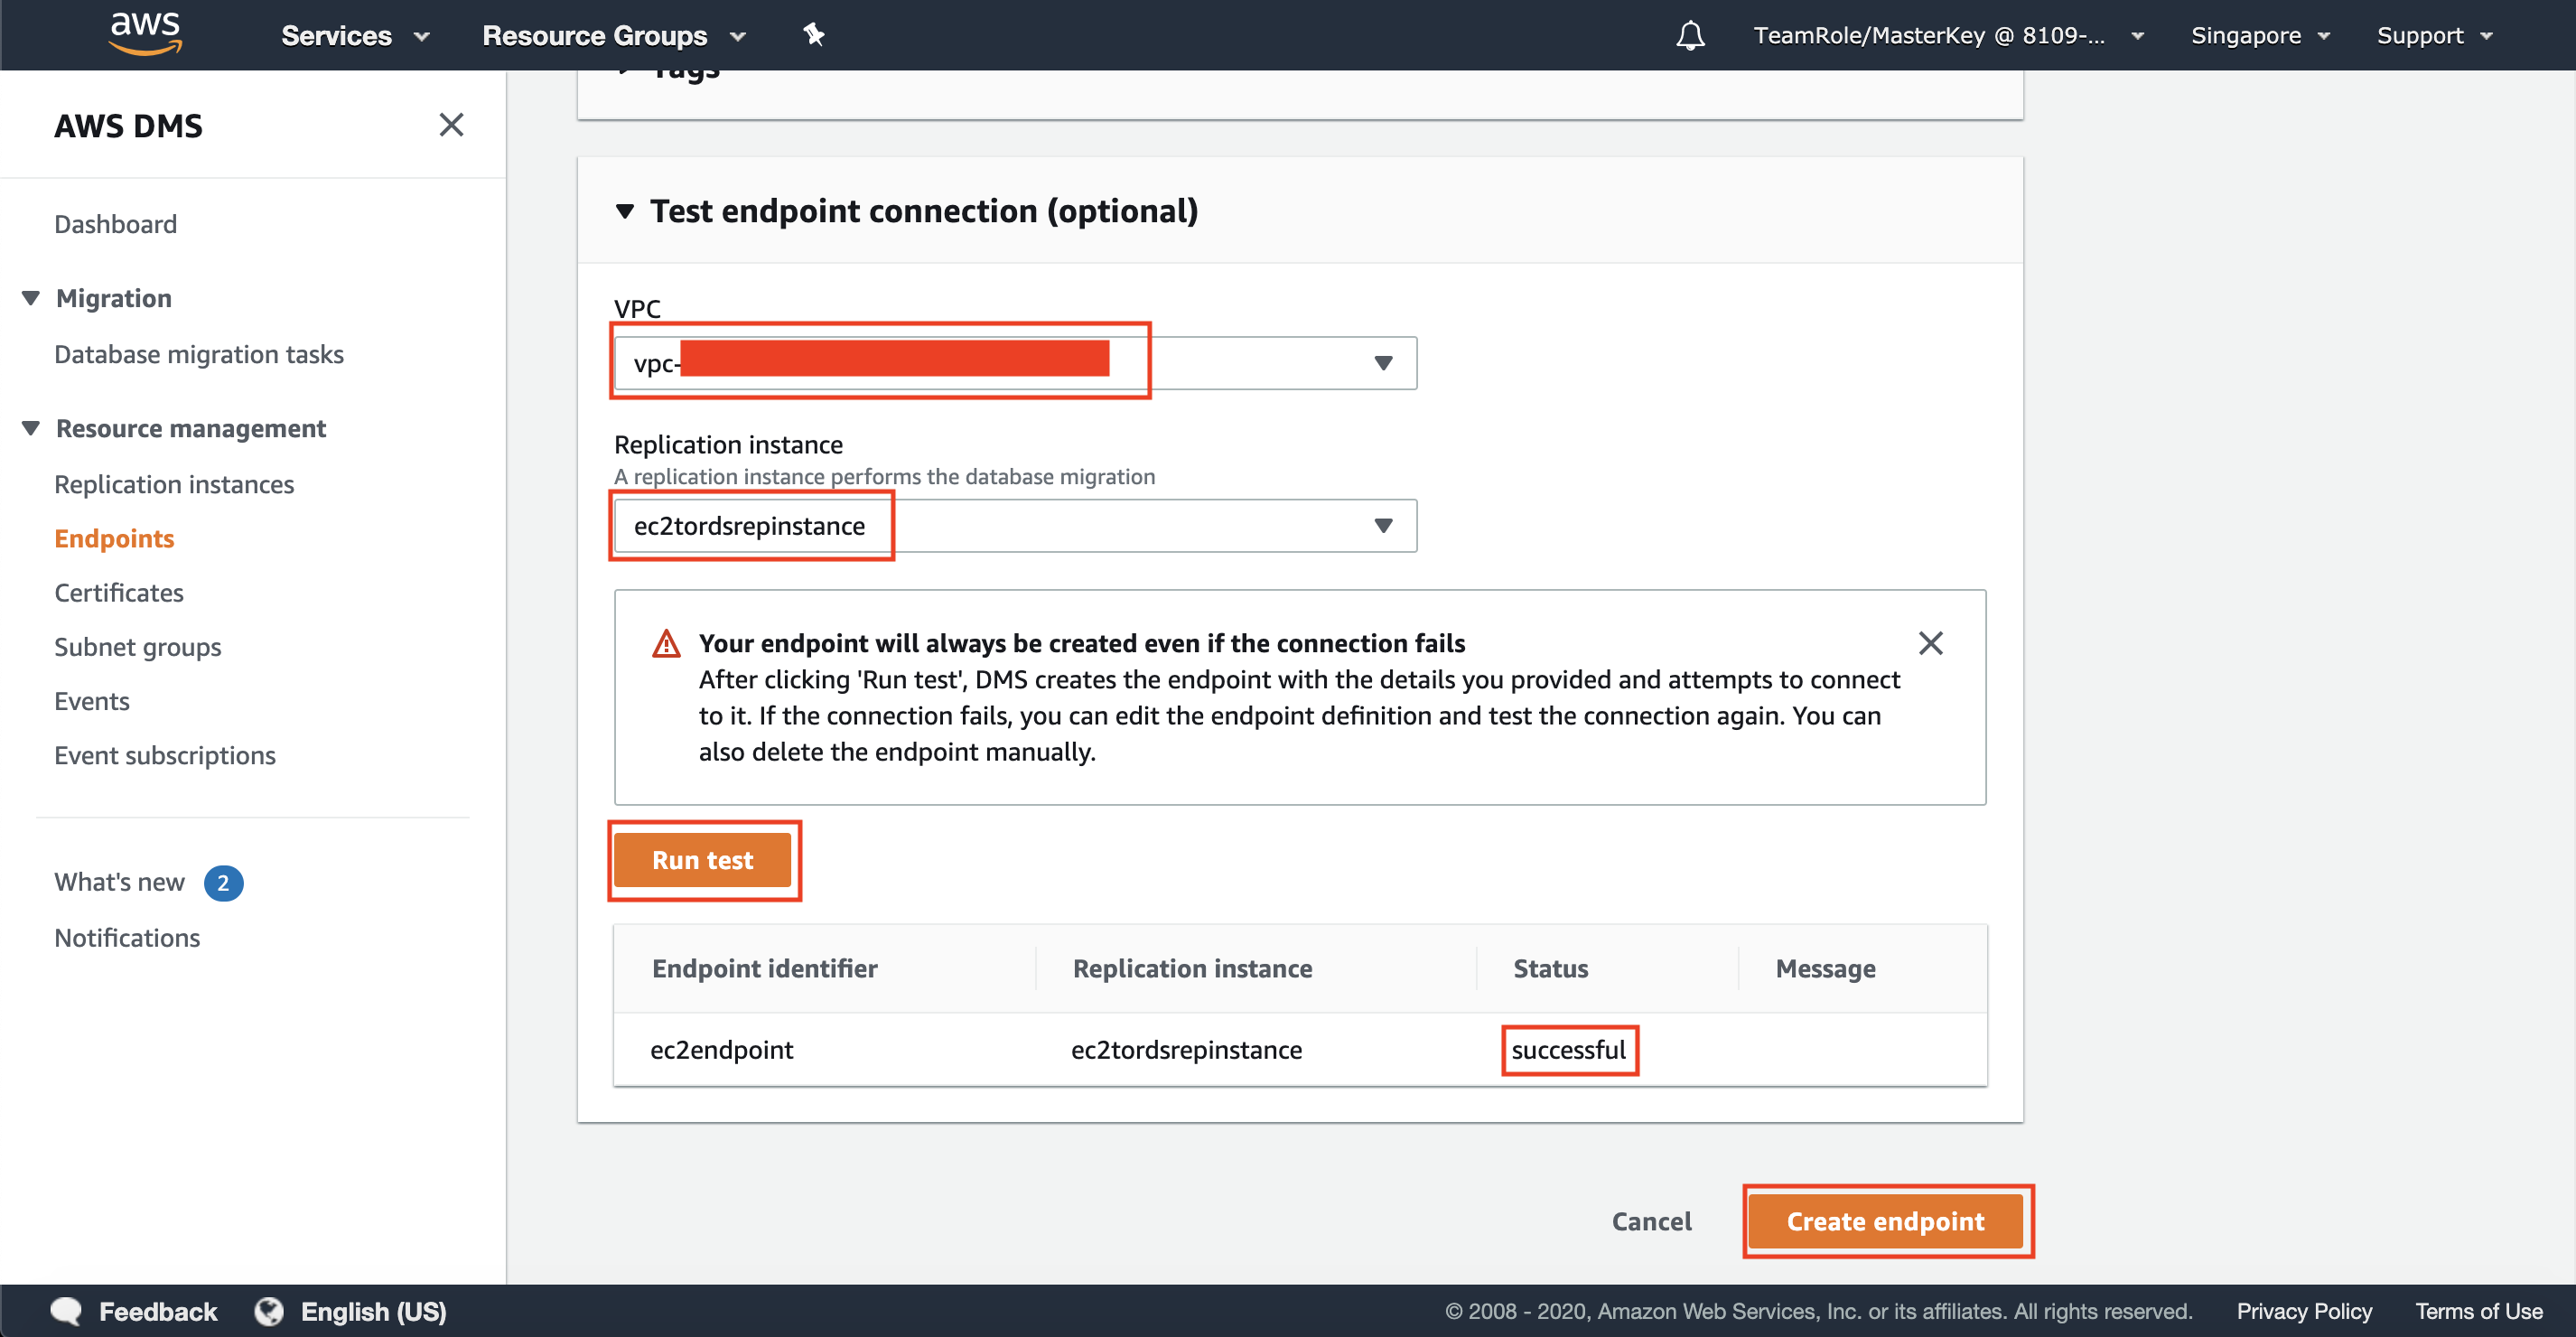 aws
Services
Resource Groups
TeamRole/MasterKey @ 8109-...
Singapore
Support
AWS DMS
Dashboard
Migration
Database migration tasks
Resource management
Replication instances
Endpoints
Certificates
Subnet groups
Events
Event subscriptions
What's new 2
Notifications
Tags
Test endpoint connection (optional)
VPC
vpc-
Replication instance
A replication instance performs the database migration
ec2tordsrepinstance
Your endpoint will always be created even if the connection fails
After clicking 'Run test', DMS creates the endpoint with the details you provided and attempts to connect
to it. If the connection fails, you can edit the endpoint definition and test the connection again. You can
also delete the endpoint manually.
Run test
Endpoint identifier Replication instance Status Message
ec2endpoint ec2tordsrepinstance successful
Cancel
Create endpoint
Feedback
English (US)
© 2008 - 2020, Amazon Web Services, Inc. or its affiliates. All rights reserved.
Privacy Policy
Terms of Use